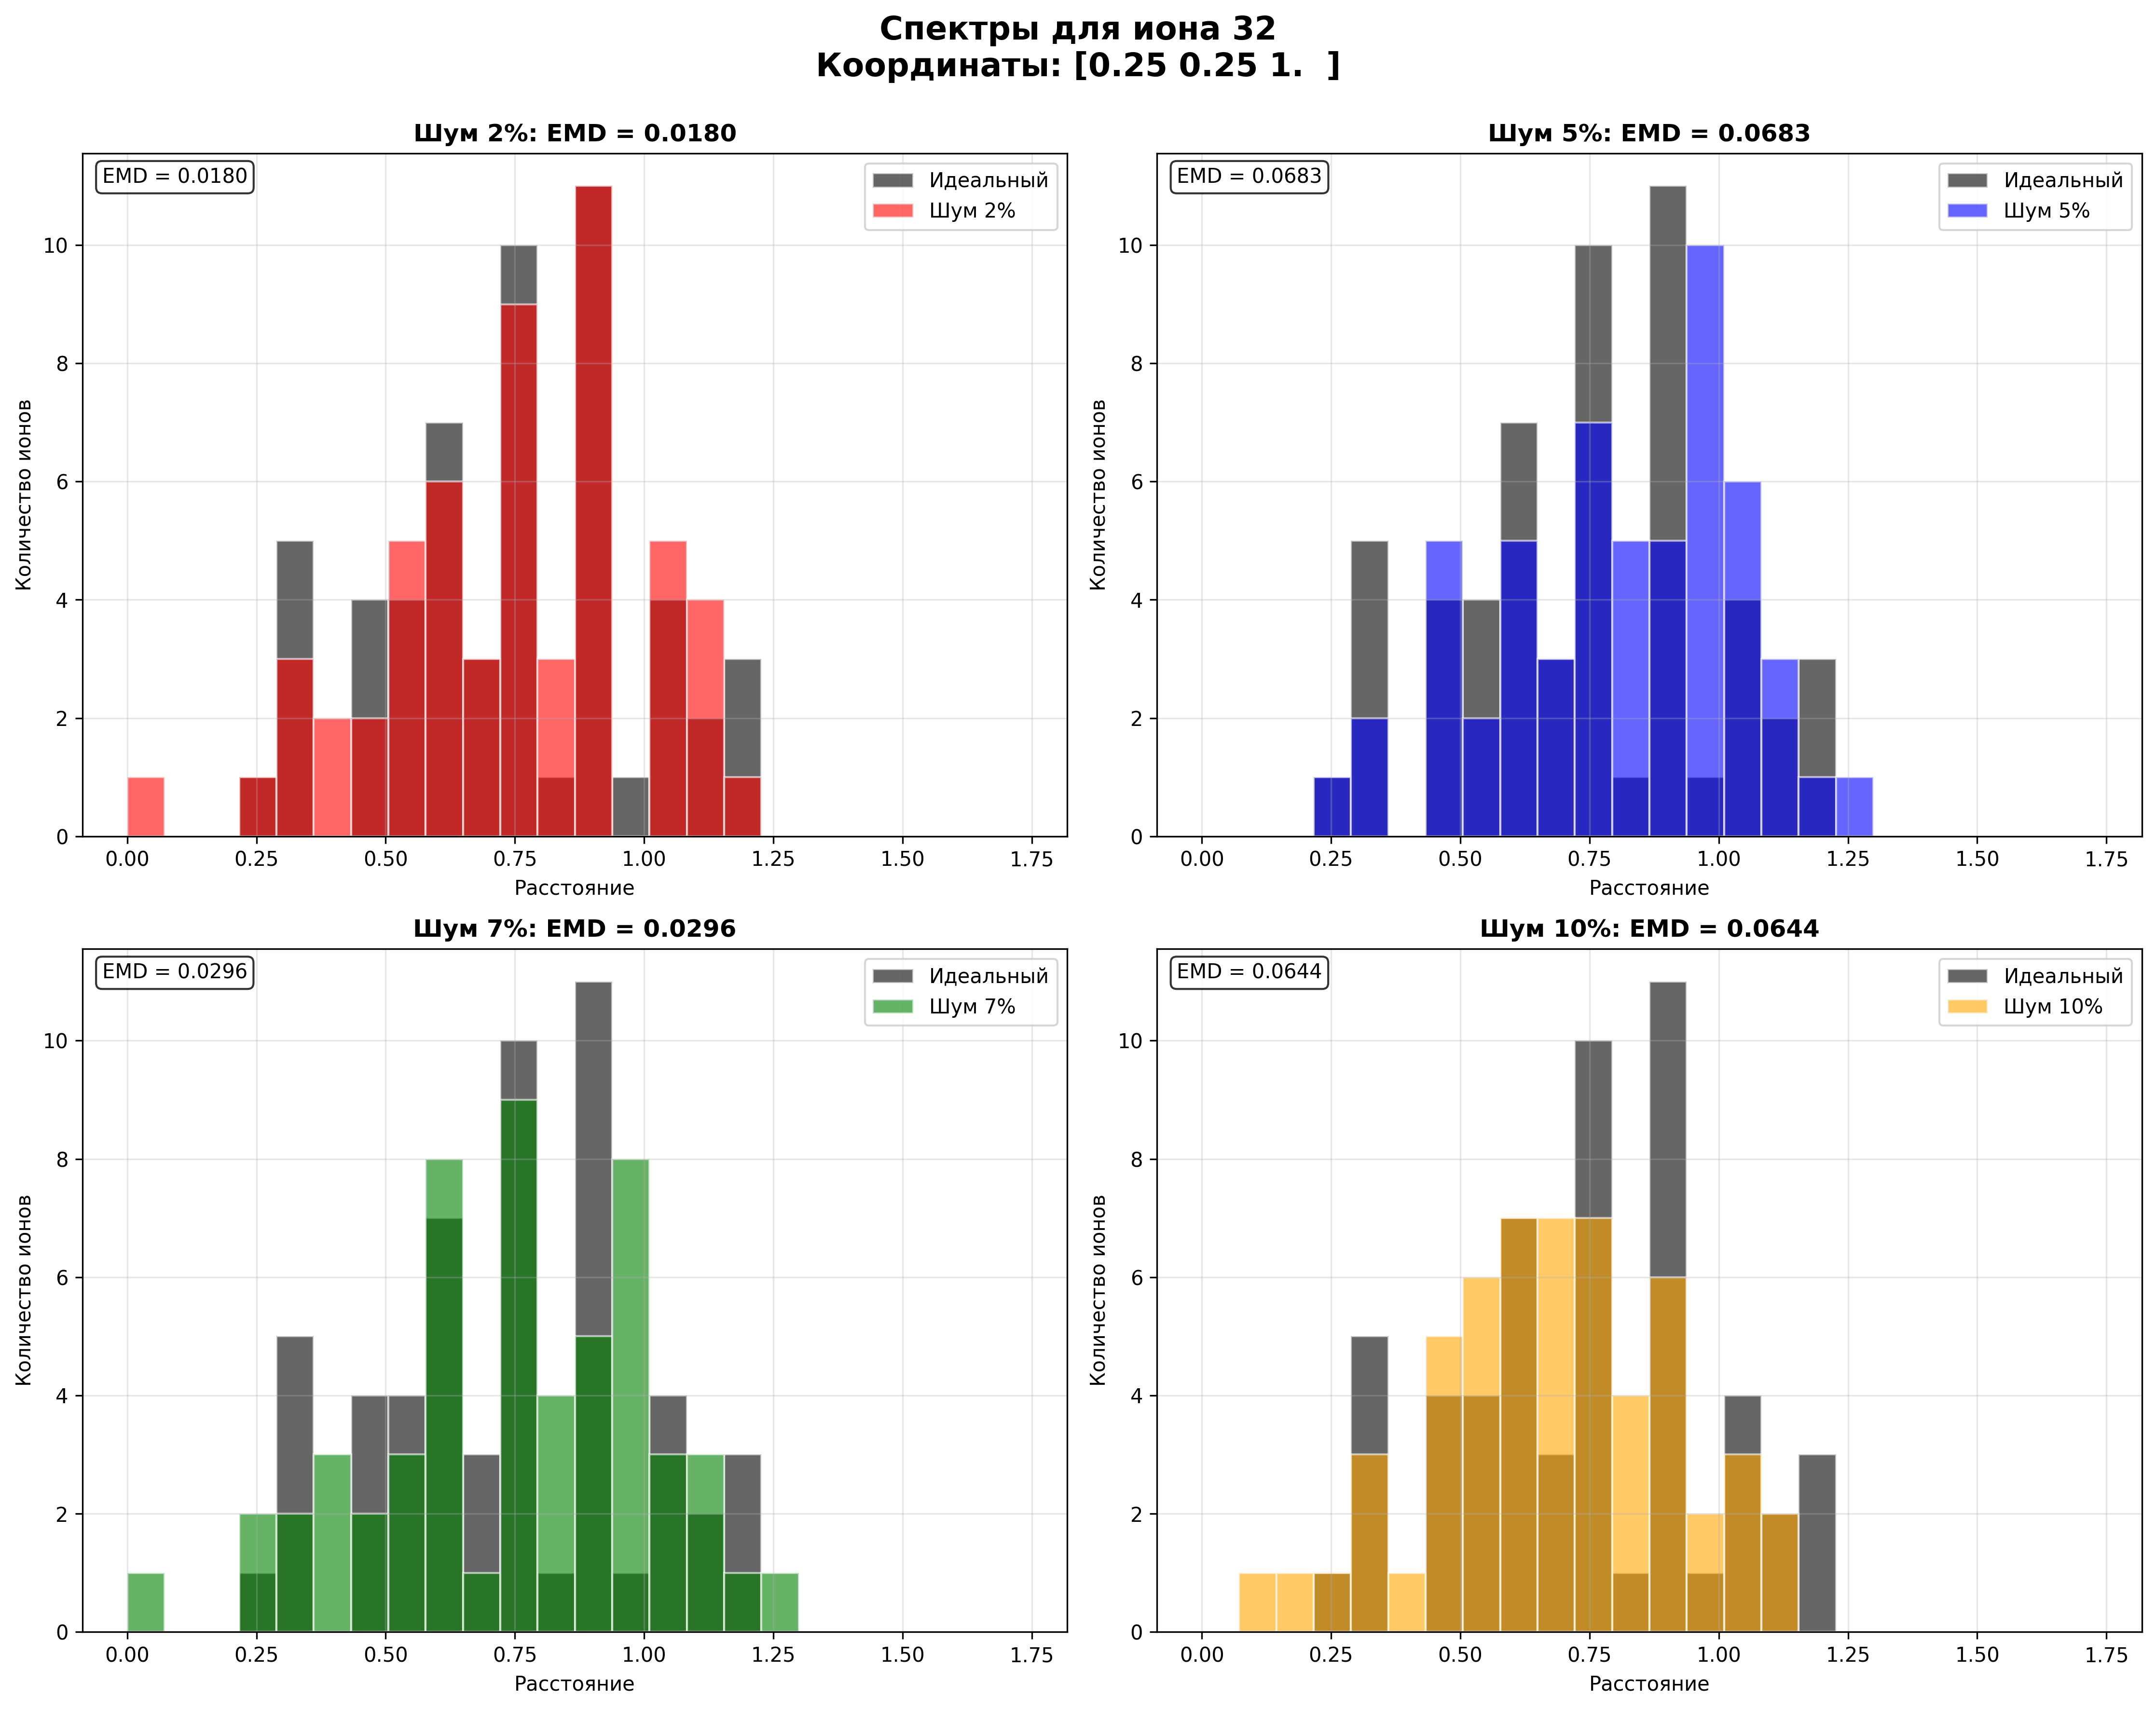 Спектры для иона 32
Координаты: [0.25 0.25 1.  ]
Шум 2%: EMD = 0.0180
EMD = 0.0180
Идеальный
Шум 2%
Количество ионов
10
8
6
4
2
0
0.00 0.25 0.50 0.75 1.00 1.25 1.50 1.75
Расстояние
Шум 5%: EMD = 0.0683
EMD = 0.0683
Идеальный
Шум 5%
Количество ионов
10
8
6
4
2
0
0.00 0.25 0.50 0.75 1.00 1.25 1.50 1.75
Расстояние
Шум 7%: EMD = 0.0296
EMD = 0.0296
Идеальный
Шум 7%
Количество ионов
10
8
6
4
2
0
0.00 0.25 0.50 0.75 1.00 1.25 1.50 1.75
Расстояние
Шум 10%: EMD = 0.0644
EMD = 0.0644
Идеальный
Шум 10%
Количество ионов
10
8
6
4
2
0
0.00 0.25 0.50 0.75 1.00 1.25 1.50 1.75
Расстояние